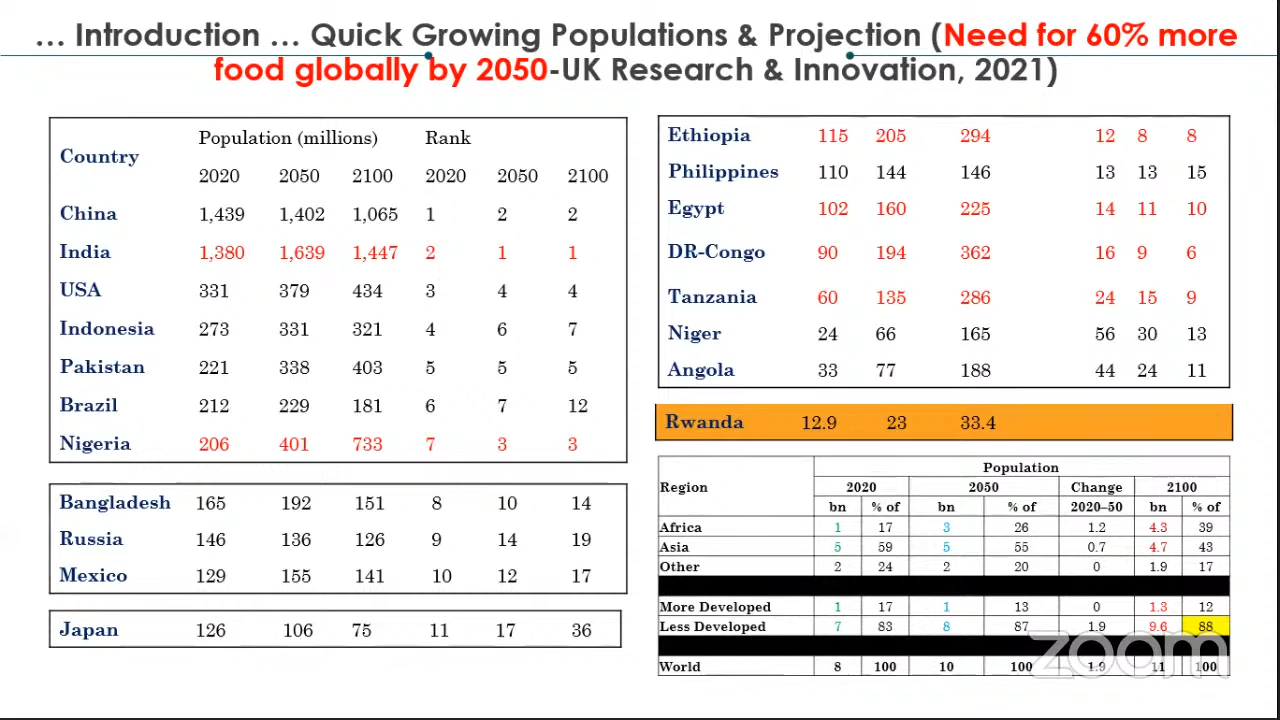 ... Introduction ... Quick Growing Populations & Projection (Need for 60% more
food globally by 2050-UK Research & Innovation, 2021)
Country Population (millions) Rank
2020 2050 2100 2020 2050 2100
China 1,439 1,402 1,065 1 2 2
India 1,380 1,639 1,447 2 1 1
USA 331 379 434 3 4 4
Indonesia 273 331 321 4 6 7
Pakistan 221 338 403 5 5 5
Brazil 212 229 181 6 7 12
Nigeria 206 401 733 7 3 3
Bangladesh 165 192 151 8 10 14
Russia 146 136 126 9 14 19
Mexico 129 155 141 10 12 17
Japan 126 106 75 11 17 36
Ethiopia 115 205 294 12 8 8
Philippines 110 144 146 13 13 15
Egypt 102 160 225 14 11 10
DR-Congo 90 194 362 16 9 6
Tanzania 60 135 286 24 15 9
Niger 24 66 165 56 30 13
Angola 33 77 188 44 24 11
Rwanda 12.9 23 33.4
Population
Region 2020 2050 Change 2100
bn % of bn % of 2020–50 bn % of
Africa 1 17 3 26 1.2 4.3 39
Asia 5 59 5 55 0.7 4.7 43
Other 2 24 2 20 0 1.9 17
More Developed 1 17 1 13 0 1.3 12
Less Developed 7 83 8 87 1.9 9.6 88
World 8 100 10 100 1.9 11 100
zoom